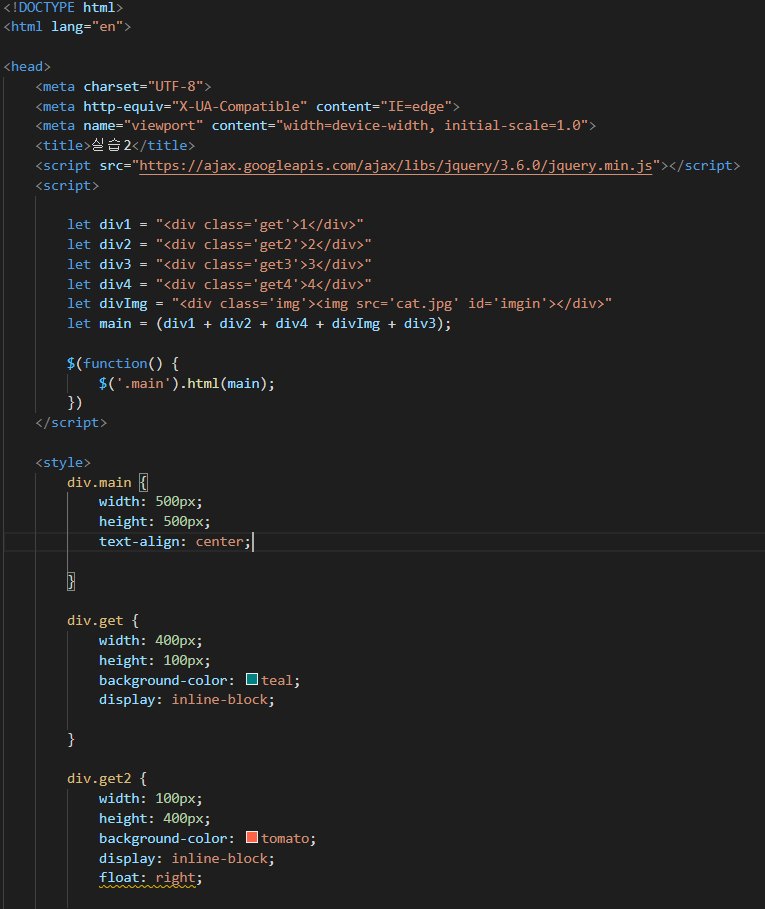 <!DOCTYPE html>
<html lang="en">
<head>
<meta charset="UTF-8">
<meta http-equiv="X-UA-Compatible" content="IE=edge">
<meta name="viewport" content="width=device-width, initial-scale=1.0">
<title>실습2</title>
<script src="https://ajax.googleapis.com/ajax/libs/jquery/3.6.0/jquery.min.js"></script>
<script>
let div1 = "<div class='get'>1</div>"
let div2 = "<div class='get2'>2</div>"
let div3 = "<div class='get3'>3</div>"
let div4 = "<div class='get4'>4</div>"
let divImg = "<div class='img'><img src='cat.jpg' id='imgin'></div>"
let main = (div1 + div2 + div4 + divImg + div3);
$(function() {
$('.main').html(main);
})
</script>
<style>
div.main {
width: 500px;
height: 500px;
text-align: center;
}
div.get {
width: 400px;
height: 100px;
background-color: teal;
display: inline-block;
}
div.get2 {
width: 100px;
height: 400px;
background-color: tomato;
display: inline-block;
float: right;